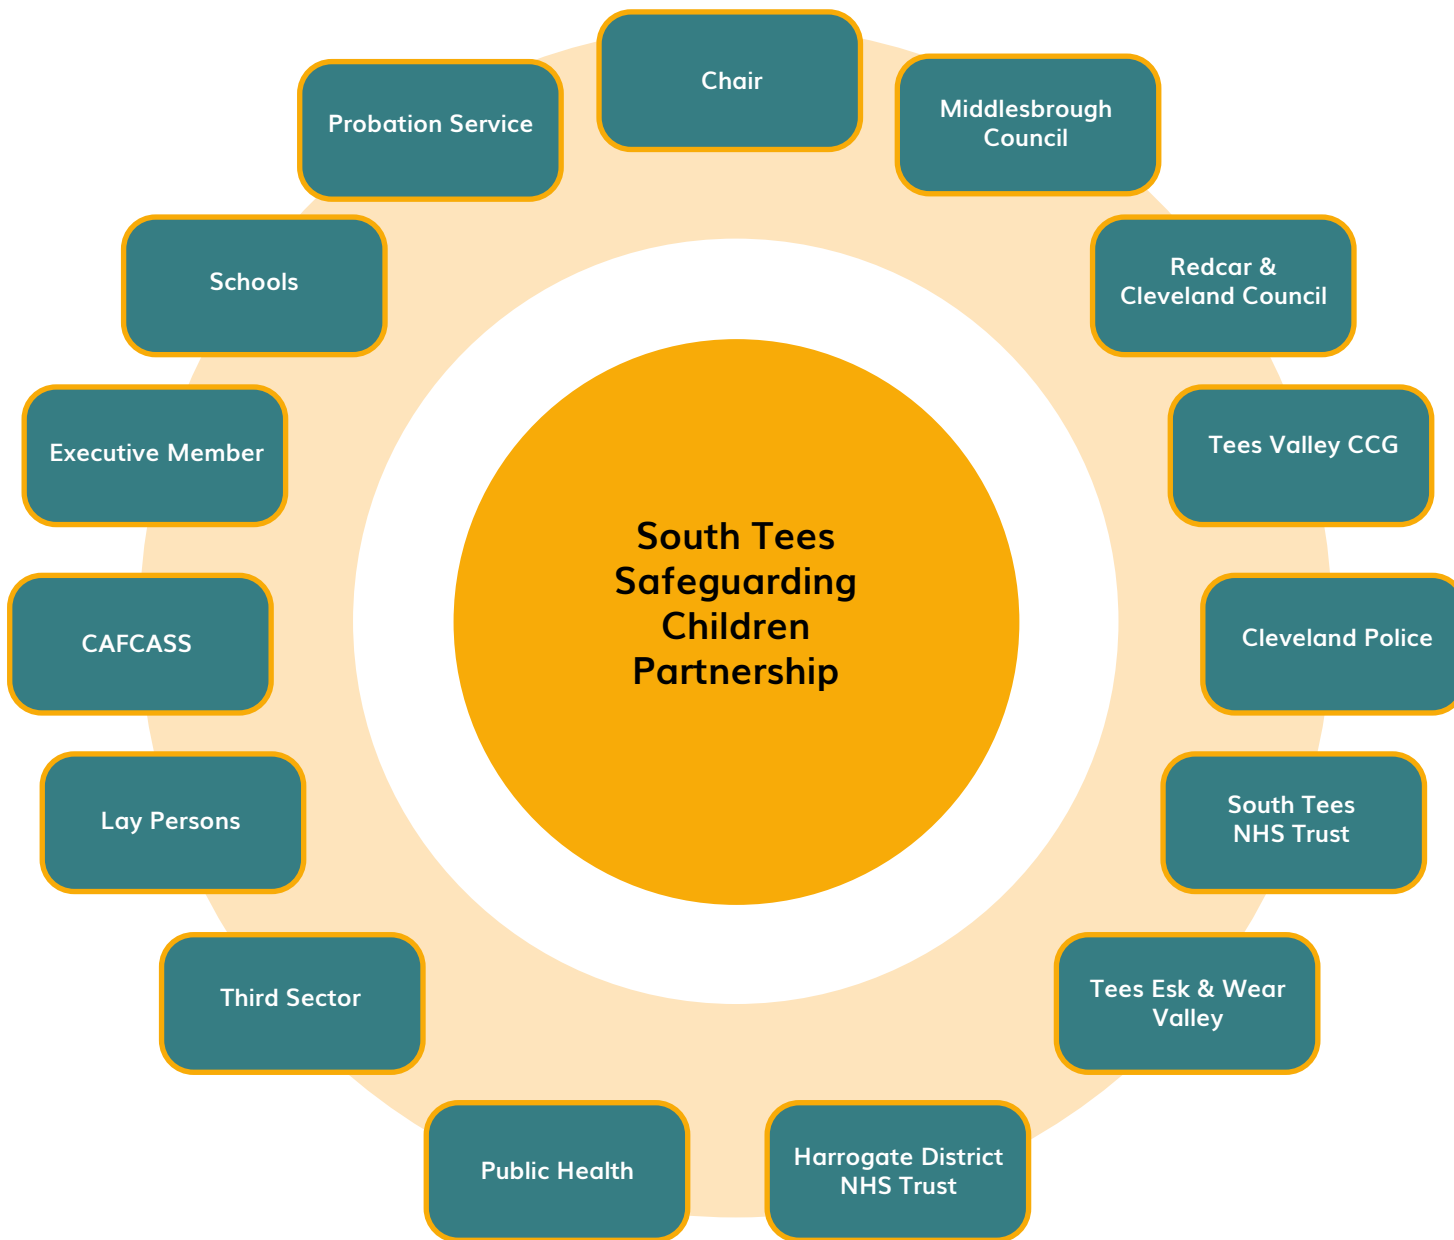 Chair
Middlesbrough
Council
Redcar &
Cleveland Council
Tees Valley CCG
Cleveland Police
South Tees
NHS Trust
Tees Esk & Wear
Valley
Harrogate District
NHS Trust
Public Health
Third Sector
Lay Persons
CAFCASS
Executive Member
Schools
Probation Service
South Tees
Safeguarding
Children
Partnership